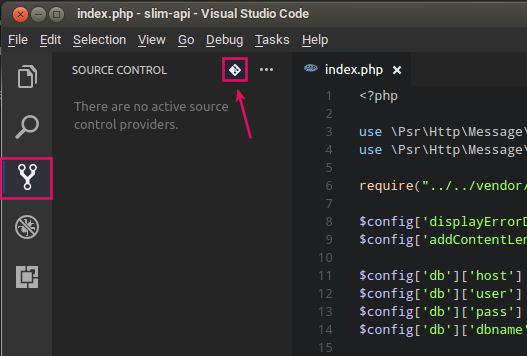 index.php - slim-api - Visual Studio Code
File Edit Selection View Go Debug Tasks Help
SOURCE CONTROL
There are no active source
control providers.
index.php
1 <?php
2
3 use \Psr\Http\Message\
4 use \Psr\Http\Message\
5
6 require("../../vendor/
7
8 $config['displayErrorD
9 $config['addContentLen
10
11 $config['db']['host']
12 $config['db']['user']
13 $config['db']['pass']
14 $config['db']['dbname'
15